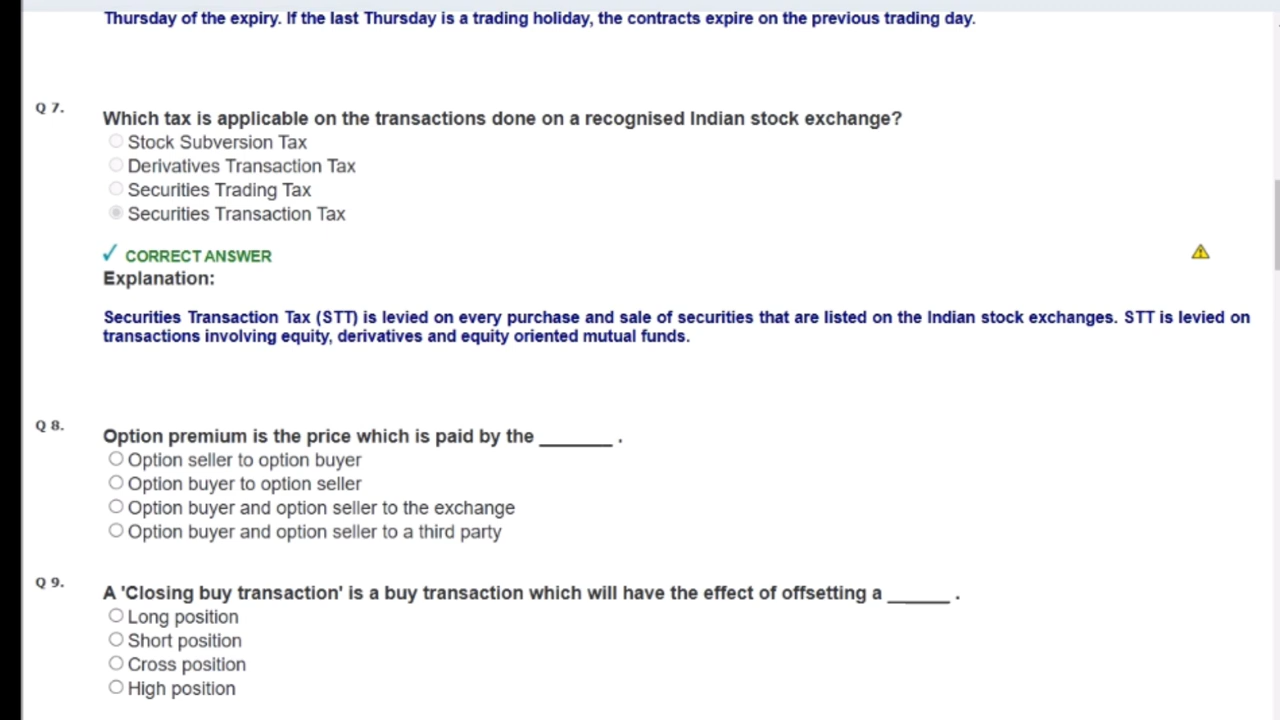 Thursday of the expiry. If the last Thursday is a trading holiday, the contracts expire on the previous trading day.
Q 7.
Which tax is applicable on the transactions done on a recognised Indian stock exchange?
Stock Subversion Tax
Derivatives Transaction Tax
Securities Trading Tax
Securities Transaction Tax
✓ CORRECT ANSWER
Explanation:
Securities Transaction Tax (STT) is levied on every purchase and sale of securities that are listed on the Indian stock exchanges. STT is levied on
transactions involving equity, derivatives and equity oriented mutual funds.
Q 8.
Option premium is the price which is paid by the _______ .
Option seller to option buyer
Option buyer to option seller
Option buyer and option seller to the exchange
Option buyer and option seller to a third party
Q 9.
A 'Closing buy transaction' is a buy transaction which will have the effect of offsetting a ______ .
Long position
Short position
Cross position
High position